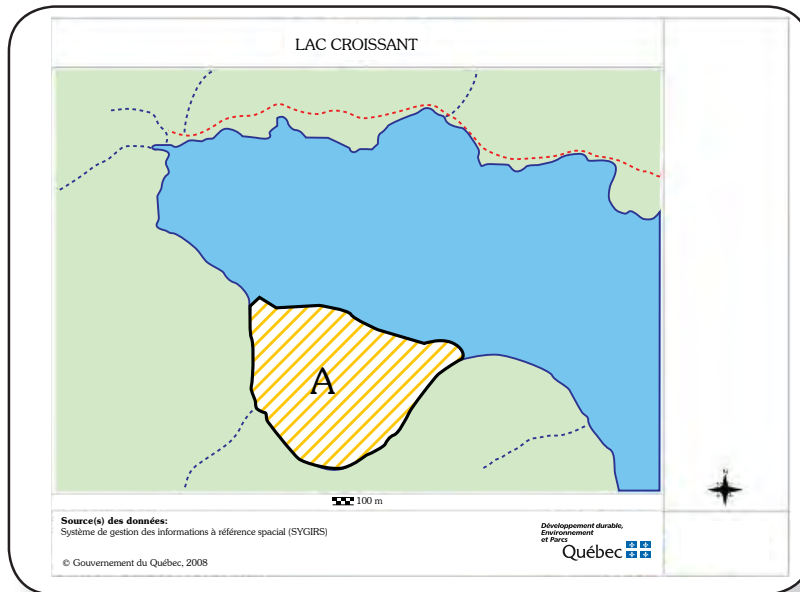 LAC CROISSANT
A
N
100 m
Source(s) des données:
Système de gestion des informations à référence spacial (SYGIRS)
© Gouvernement du Québec, 2008
Développement durable,
Environnement
et Parcs
Québec